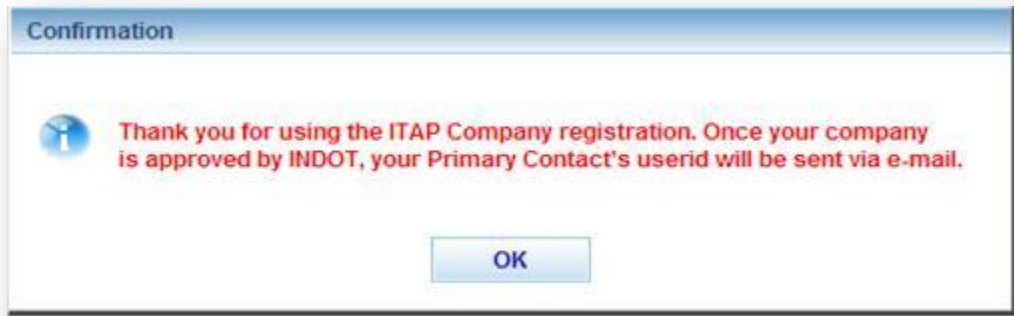 Confirmation
Thank you for using the ITAP Company registration. Once your company
is approved by INDOT, your Primary Contact's userid will be sent via e-mail.
OK